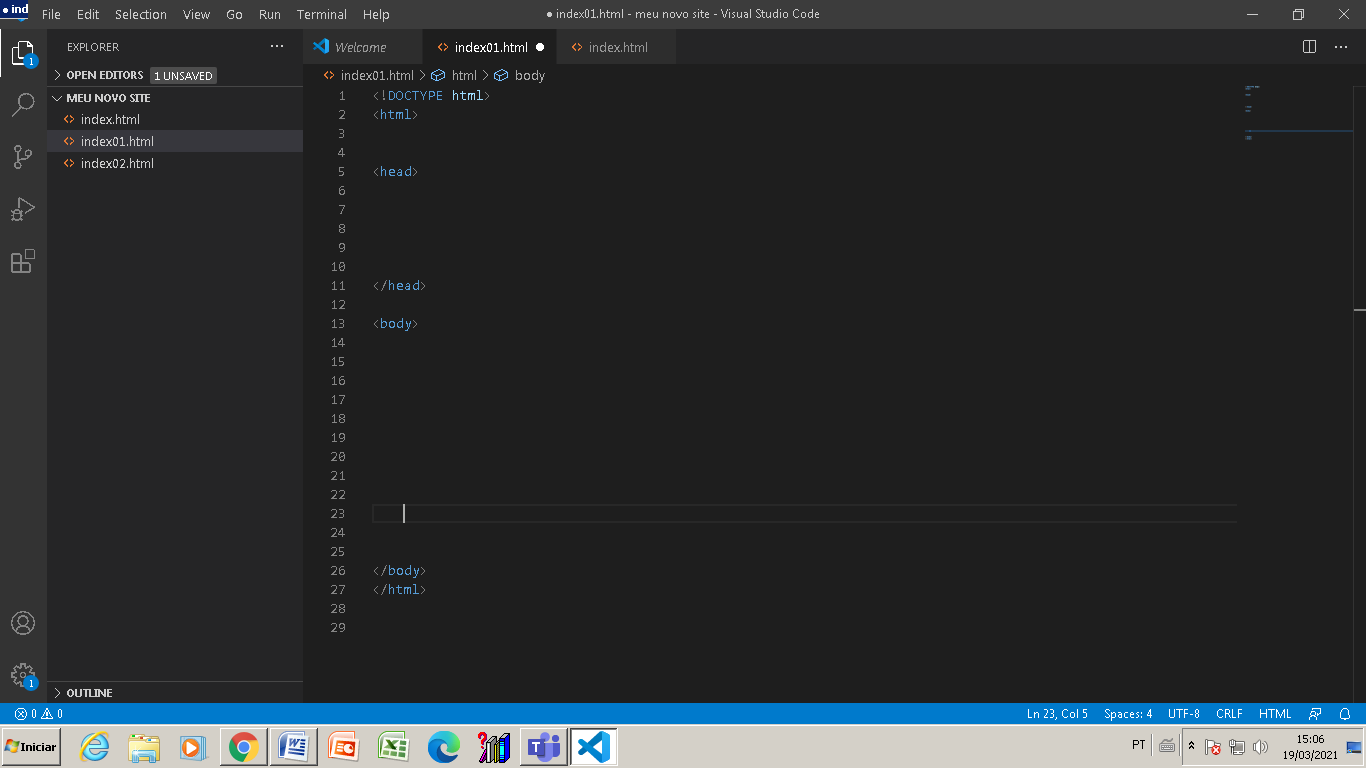 ● ind
File Edit Selection View Go Run Terminal Help
● index01.html - meu novo site - Visual Studio Code
EXPLORER
Welcome
index01.html
index.html
OPEN EDITORS 1 UNSAVED
index01.html > html > body
MEU NOVO SITE
index.html
index01.html
index02.html
1 <!DOCTYPE html>
2 <html>
3
4
5 <head>
6
7
8
9
10
11 </head>
12
13 <body>
14
15
16
17
18
19
20
21
22
23
24
25
26 </body>
27 </html>
28
29
1
1
OUTLINE
0 0
Ln 23, Col 5 Spaces: 4 UTF-8 CRLF HTML
Iniciar
PT
15:06
19/03/2021